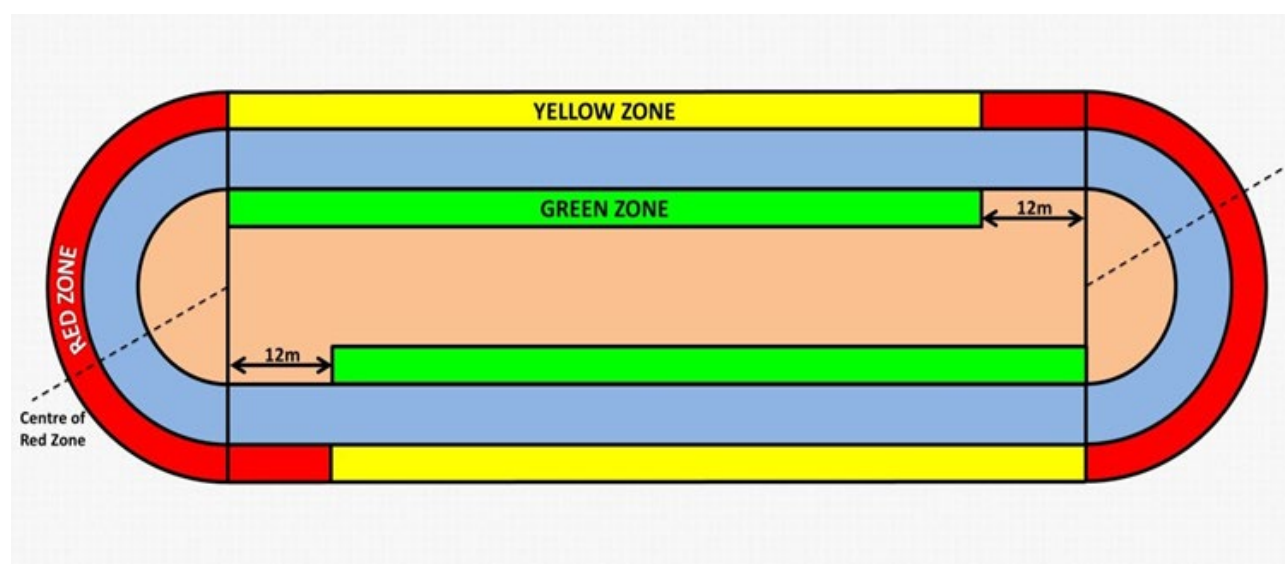 YELLOW ZONE
GREEN ZONE
12m
RED ZONE
12m
Centre of
Red Zone